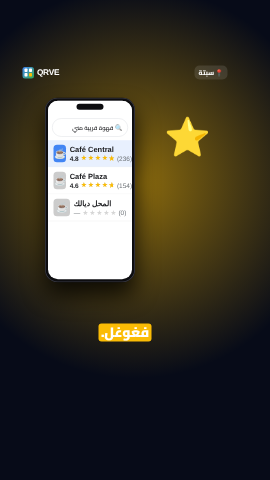 QRVE
سبتة
قهوة قريبة مني
Café Central
4.8 ★★★★★ (236)
Café Plaza
4.6 ★★★★★ (154)
المحل ديالك
— ★★★★★ (0)
فغوغل.